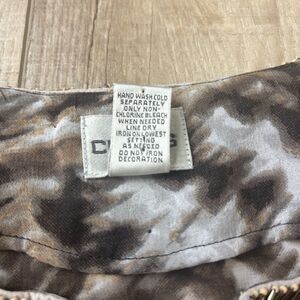 HAND WASH COLD
SEPARATELY
ONLY NON-
CHLORINE BLEACH
WHEN NEEDED
LINE DRY
IRON ON LOWEST
SETTING
AS NEEDED
DO NOT IRON
DECORATION